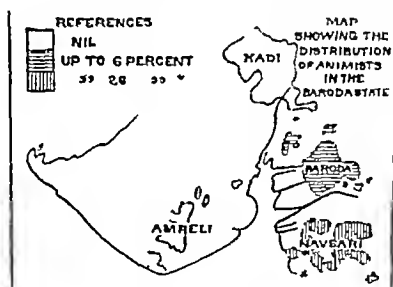 REFERENCES
NIL
UP TO 6 PERCENT
" 26 " "
MAP
SHOWING THE
DISTRIBUTION
OF ANIMISTS
IN THE
BARODA STATE
KADI
BARODA
AMRELI
NAVSARI